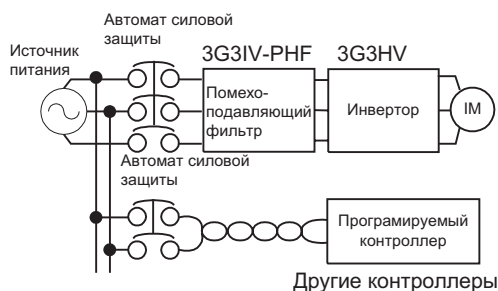 Автомат силовой
защиты
Источник
питания
3G3IV-PHF
3G3HV
Помехо-
подавляющий
фильтр
Инвертор
IM
Автомат силовой
защиты
Програмируемый
контроллер
Другие контроллеры